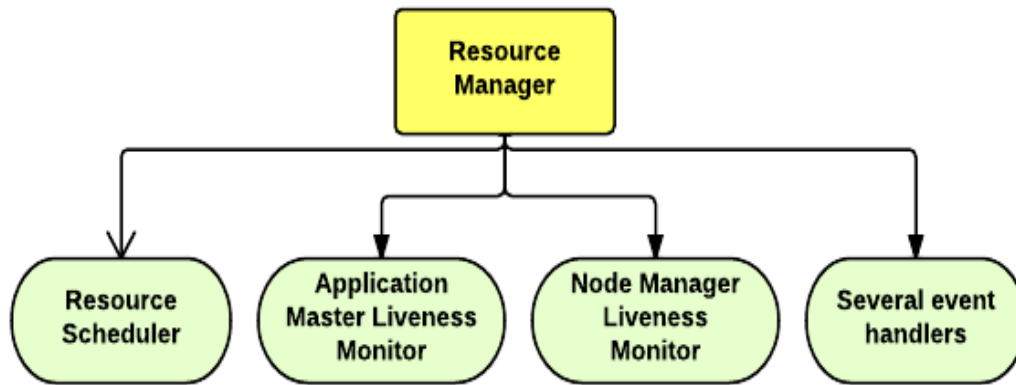 Resource
Manager
Resource
Scheduler
Application
Master Liveness
Monitor
Node Manager
Liveness
Monitor
Several event
handlers